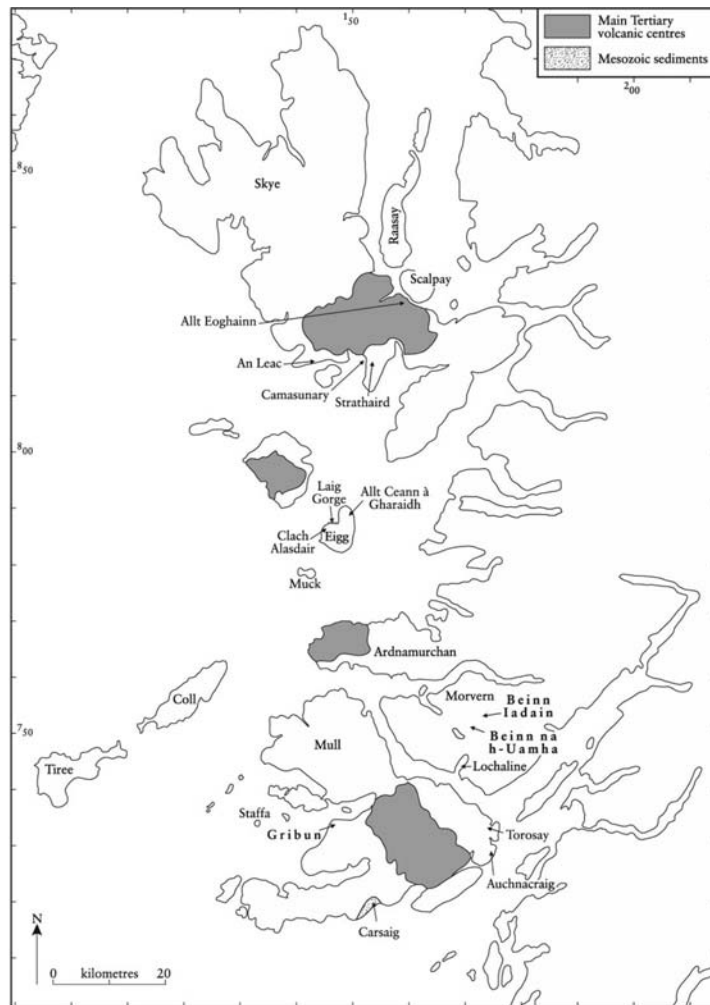 150
Main Tertiary
volcanic centres
Mesozoic sediments
200
850
Skye
Raasay
Scalpay
Allt Eoghainn
An Leac
Camasunary
Strathaird
800
Laig
Gorge
Allt Ceann à
Gharaidh
Clach
Alasdair
Eigg
Muck
Ardnamurchan
Coll
Morvern
Beinn
Iadain
750
Beinn na
h-Uamha
Mull
Lochaline
Tiree
Staffa
Gribun
Torosay
Auchnacraig
Carsaig
N
0 kilometres 20